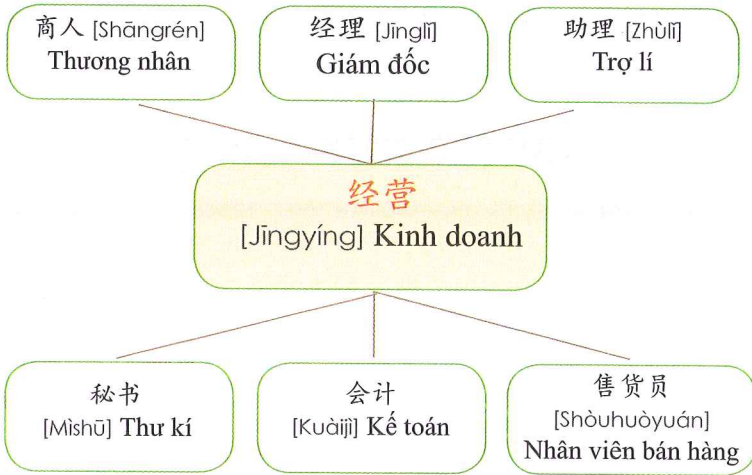 商人 [Shāngrén]
Thương nhân
经理 [Jīnglǐ]
Giám đốc
助理 [Zhùlǐ]
Trợ lí
经营
[Jīngyíng] Kinh doanh
秘书
[Mìshū] Thư kí
会计
[Kuàijì] Kế toán
售货员
[Shòuhuòyuán]
Nhân viên bán hàng